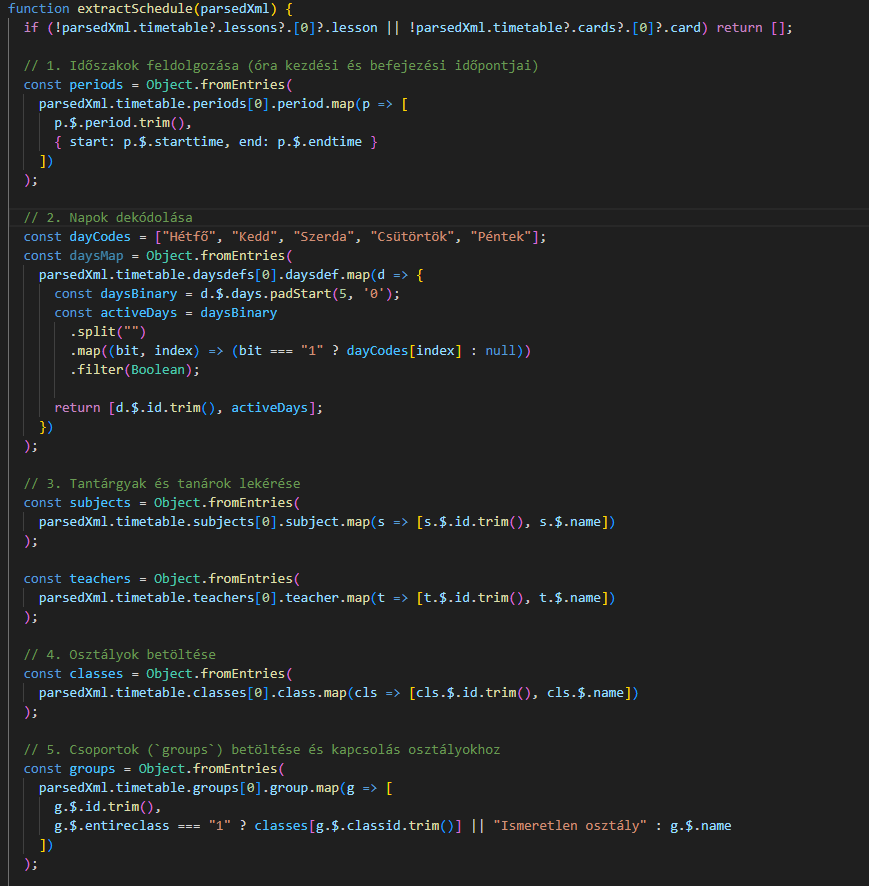 function extractSchedule(parsedXml) {
  if (!parsedXml.timetable?.lessons?.[0]?.lesson || !parsedXml.timetable?.cards?.[0]?.card) return [];

  // 1. Időszakok feldolgozása (óra kezdési és befejezési időpontjai)
  const periods = Object.fromEntries(
    parsedXml.timetable.periods[0].period.map(p => [
      p.$.period.trim(),
      { start: p.$.starttime, end: p.$.endtime }
    ])
  );

  // 2. Napok dekódolása
  const dayCodes = ["Hétfő", "Kedd", "Szerda", "Csütörtök", "Péntek"];
  const daysMap = Object.fromEntries(
    parsedXml.timetable.daysdefs[0].daysdef.map(d => {
      const daysBinary = d.$.days.padStart(5, '0');
      const activeDays = daysBinary
        .split("")
        .map((bit, index) => (bit === "1" ? dayCodes[index] : null))
        .filter(Boolean);

      return [d.$.id.trim(), activeDays];
    })
  );

  // 3. Tantárgyak és tanárok lekérése
  const subjects = Object.fromEntries(
    parsedXml.timetable.subjects[0].subject.map(s => [s.$.id.trim(), s.$.name])
  );

  const teachers = Object.fromEntries(
    parsedXml.timetable.teachers[0].teacher.map(t => [t.$.id.trim(), t.$.name])
  );

  // 4. Osztályok betöltése
  const classes = Object.fromEntries(
    parsedXml.timetable.classes[0].class.map(cls => [cls.$.id.trim(), cls.$.name])
  );

  // 5. Csoportok (`groups`) betöltése és kapcsolás osztályokhoz
  const groups = Object.fromEntries(
    parsedXml.timetable.groups[0].group.map(g => [
      g.$.id.trim(),
      g.$.entireclass === "1" ? classes[g.$.classid.trim()] || "Ismeretlen osztály" : g.$.name
    ])
  );